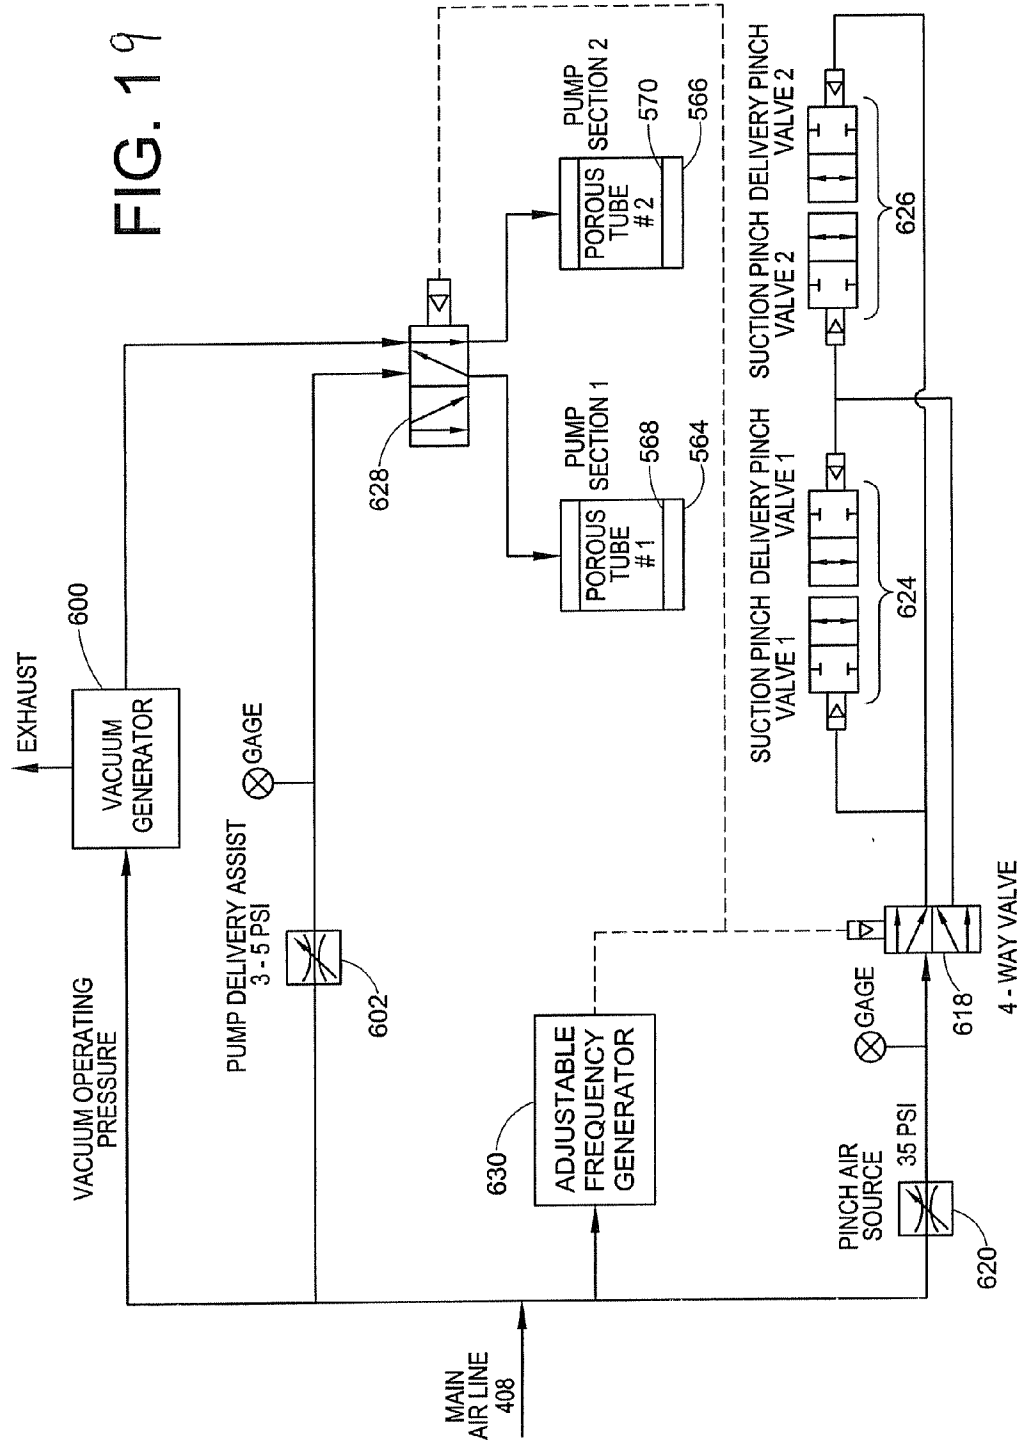 FIG. 19
EXHAUST
600
VACUUM
GENERATOR
VACUUM OPERATING
PRESSURE
GAGE
PUMP DELIVERY ASSIST
3 - 5 PSI
602
628
PUMP
SECTION 2
POROUS
TUBE
# 2
570
566
PUMP
SECTION 1
POROUS
TUBE
# 1
568
564
MAIN
AIR LINE
408
630
ADJUSTABLE
FREQUENCY
GENERATOR
PINCH AIR
SOURCE
35 PSI
620
GAGE
618
4 - WAY VALVE
SUCTION PINCH
VALVE 1
DELIVERY PINCH
VALVE 1
624
SUCTION PINCH
VALVE 2
DELIVERY PINCH
VALVE 2
626